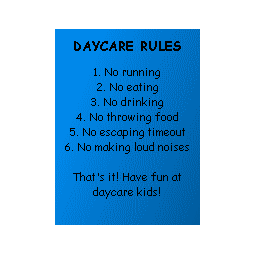 DAYCARE RULES
1. No running
2. No eating
3. No drinking
4. No throwing food
5. No escaping timeout
6. No making loud noises
That's it! Have fun at
daycare kids!